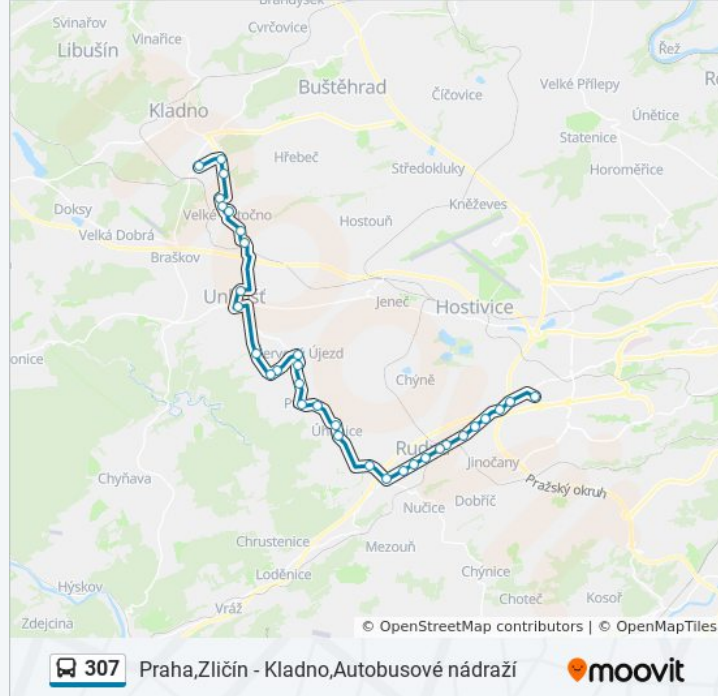 Svinařov
Brandýsek
Cvrčovice
Vinařice
Libušín
Řež
Buštěhrad
Velké Přílepy
Číčovice
Kladno
Únětice
Statenice
Hřebeč
Středokluky
Horoměřice
Kněževes
Doksy
Hostouň
Velká Dobrá
Braškov
Jeneč
Hostivice
Chýně
Jinočany
Chyňava
Pražský okruh
Nučice
Dobříč
Chrustenice
Mezouň
Loděnice
Chýnice
Hýskov
Choteč
Kosoř
Vráž
Zdejcina
© OpenStreetMap contributors | © OpenMapTiles
307 Praha,Zličín - Kladno,Autobusové nádraží
moovit